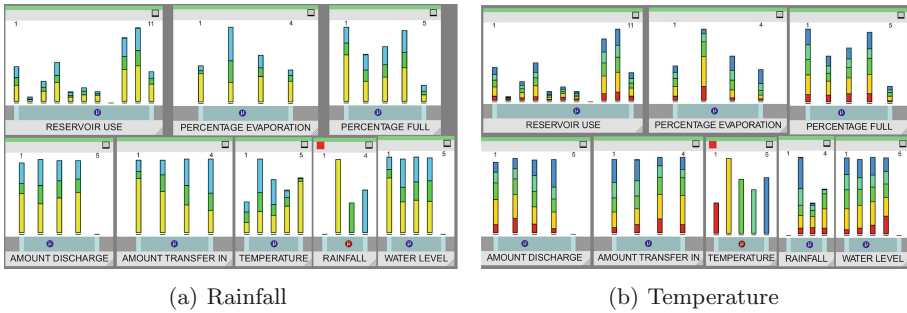 1 11 1 4 1 5
μ μ μ
RESERVOIR USE PERCENTAGE EVAPORATION PERCENTAGE FULL
1 5 1 4 1 5 1 4 1 5
μ μ μ μ μ
AMOUNT DISCHARGE AMOUNT TRANSFER IN TEMPERATURE RAINFALL WATER LEVEL
(a) Rainfall
1 11 1 4 1 5
μ μ μ
RESERVOIR USE PERCENTAGE EVAPORATION PERCENTAGE FULL
1 5 1 4 1 5 1 4 1 5
μ μ μ μ μ
AMOUNT DISCHARGE AMOUNT TRANSFER IN TEMPERATURE RAINFALL WATER LEVEL
(b) Temperature